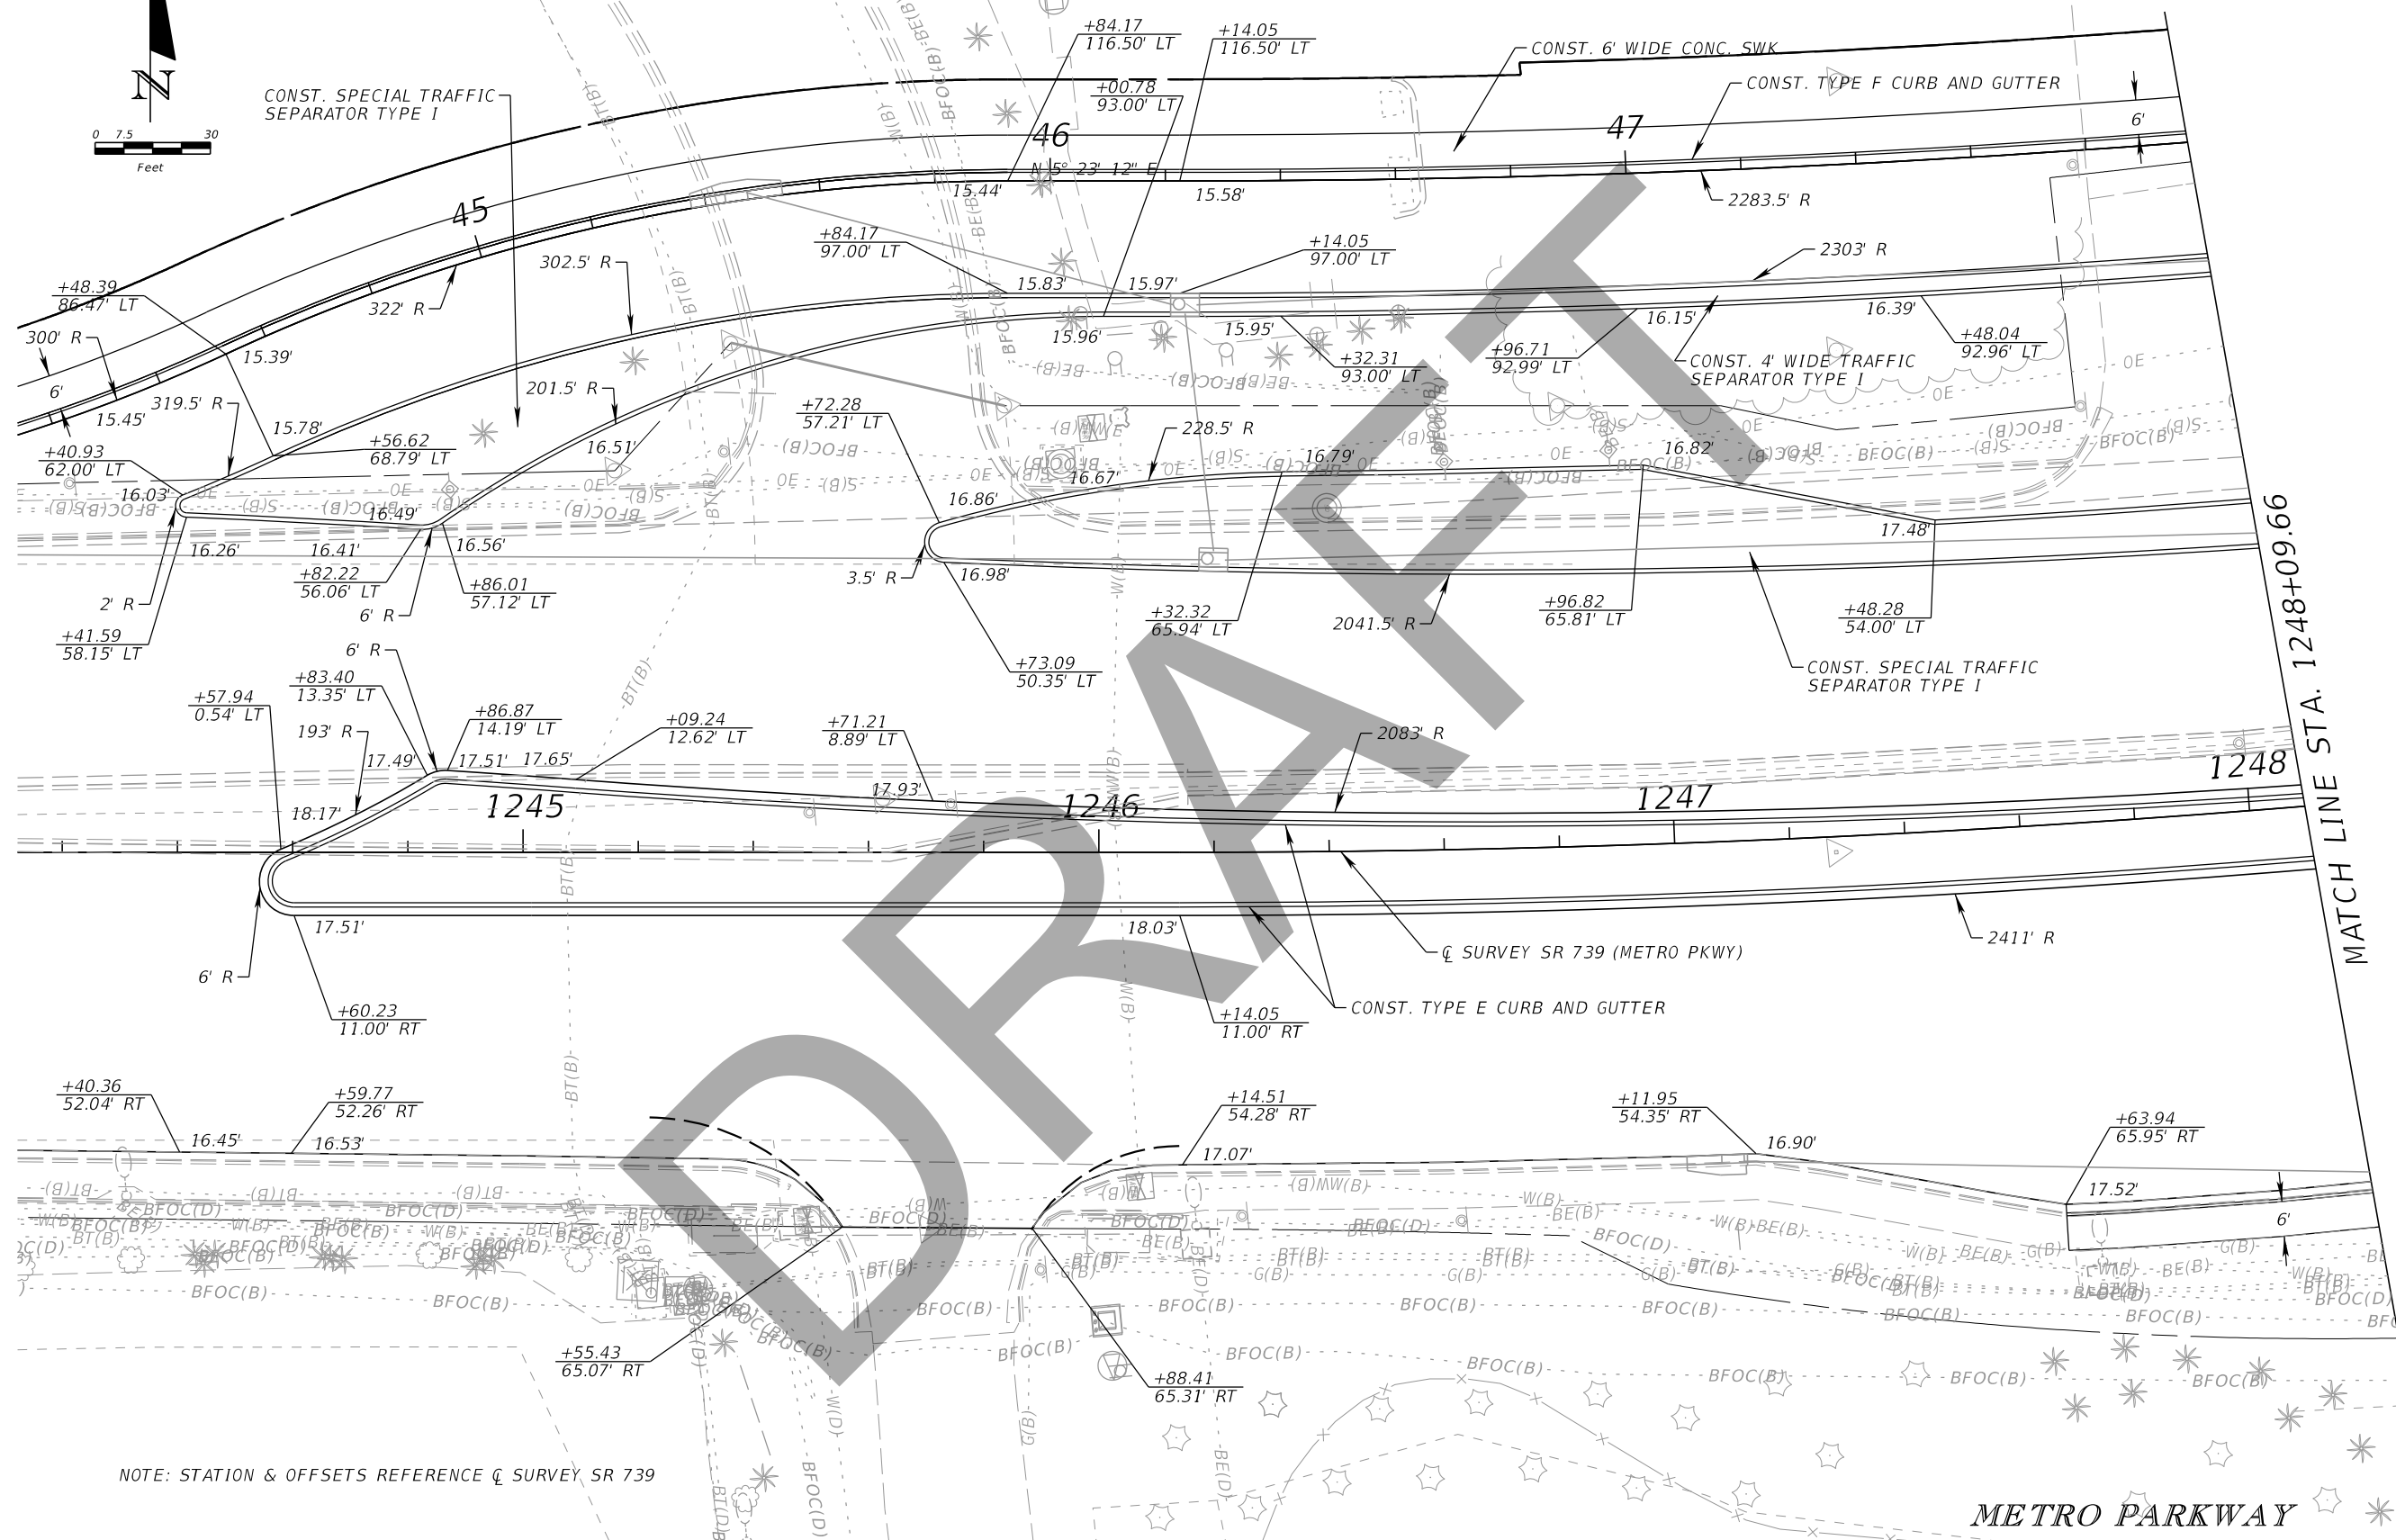 N
0 7.5 30
Feet
CONST. SPECIAL TRAFFIC
SEPARATOR TYPE I
+84.17
116.50' LT
+14.05
116.50' LT
+00.78
93.00' LT
CONST. 6' WIDE CONC. SWK
CONST. TYPE F CURB AND GUTTER
6'
45
46
47
N 5° 23' 12" E
15.44'
15.58'
2283.5' R
+48.39
86.47' LT
300' R
6'
15.45'
15.39'
322' R
302.5' R
+84.17
97.00' LT
+14.05
97.00' LT
2303' R
15.83'
15.97'
15.96'
15.95'
16.15'
16.39'
+32.31
93.00' LT
+96.71
92.99' LT
+48.04
92.96' LT
CONST. 4' WIDE TRAFFIC
SEPARATOR TYPE I
319.5' R
15.78'
201.5' R
16.51'
+56.62
68.79' LT
+40.93
62.00' LT
16.03'
16.49'
16.26'
16.41'
16.56'
+82.22
56.06' LT
+86.01
57.12' LT
2' R
6' R
+41.59
58.15' LT
+72.28
57.21' LT
228.5' R
16.86'
16.67'
16.79'
16.82'
17.48'
3.5' R
16.98'
+32.32
65.94' LT
2041.5' R
+96.82
65.81' LT
+48.28
54.00' LT
+73.09
50.35' LT
CONST. SPECIAL TRAFFIC
SEPARATOR TYPE I
MATCH LINE STA. 1248+09.66
6' R
+83.40
13.35' LT
+57.94
0.54' LT
193' R
+86.87
14.19' LT
+09.24
12.62' LT
+71.21
8.89' LT
2083' R
17.49'
17.51'
17.65'
17.93'
18.17'
1245
1246
1247
1248
17.51'
18.03'
6' R
+60.23
11.00' RT
+14.05
11.00' RT
2411' R
℄ SURVEY SR 739 (METRO PKWY)
CONST. TYPE E CURB AND GUTTER
+40.36
52.04' RT
+59.77
52.26' RT
16.45'
16.53'
+14.51
54.28' RT
17.07'
+11.95
54.35' RT
16.90'
+63.94
65.95' RT
17.52'
6'
+55.43
65.07' RT
+88.41
65.31' RT
BT(B)
BFOC(B)
BE(B)
W(B)
BFOC(D)
G(B)
BE(D)
W(D)
OE
DRAFT
NOTE: STATION & OFFSETS REFERENCE ℄ SURVEY SR 739
METRO PARKWAY